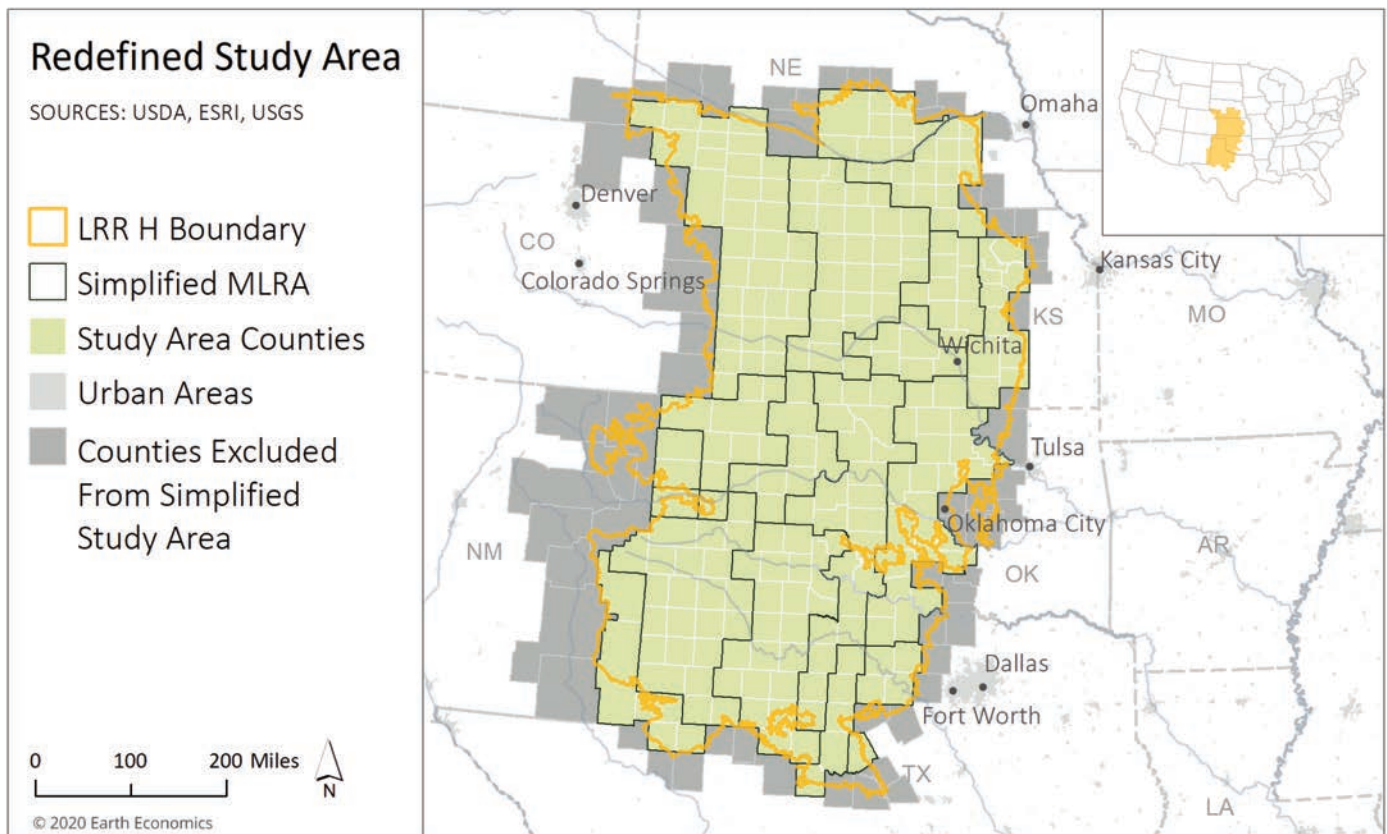 Redefined Study Area
SOURCES: USDA, ESRI, USGS
LRR H Boundary
Simplified MLRA
Study Area Counties
Urban Areas
Counties Excluded
From Simplified
Study Area
0 100 200 Miles
N
© 2020 Earth Economics
NE
Omaha
Denver
CO
Colorado Springs
Kansas City
KS
MO
Wichita
Tulsa
Oklahoma City
NM
AR
OK
Dallas
Fort Worth
TX
LA